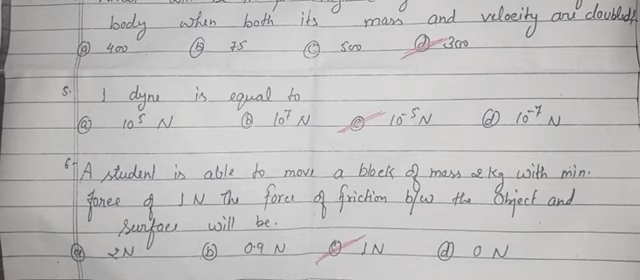 body when both its mass and velocity are doubled?
(a) 400 (b) 75 (c) 500 (d) 300
5. 1 dyne is equal to
(a) 10⁵ N (b) 10⁷ N (c) 10⁻⁵ N (d) 10⁻⁷ N
6. A student is able to move a block of mass 2 kg with min.
force of 1 N The force of friction b/w the object and
surface will be.
(a) 2 N (b) 0.9 N (c) 1 N (d) 0 N